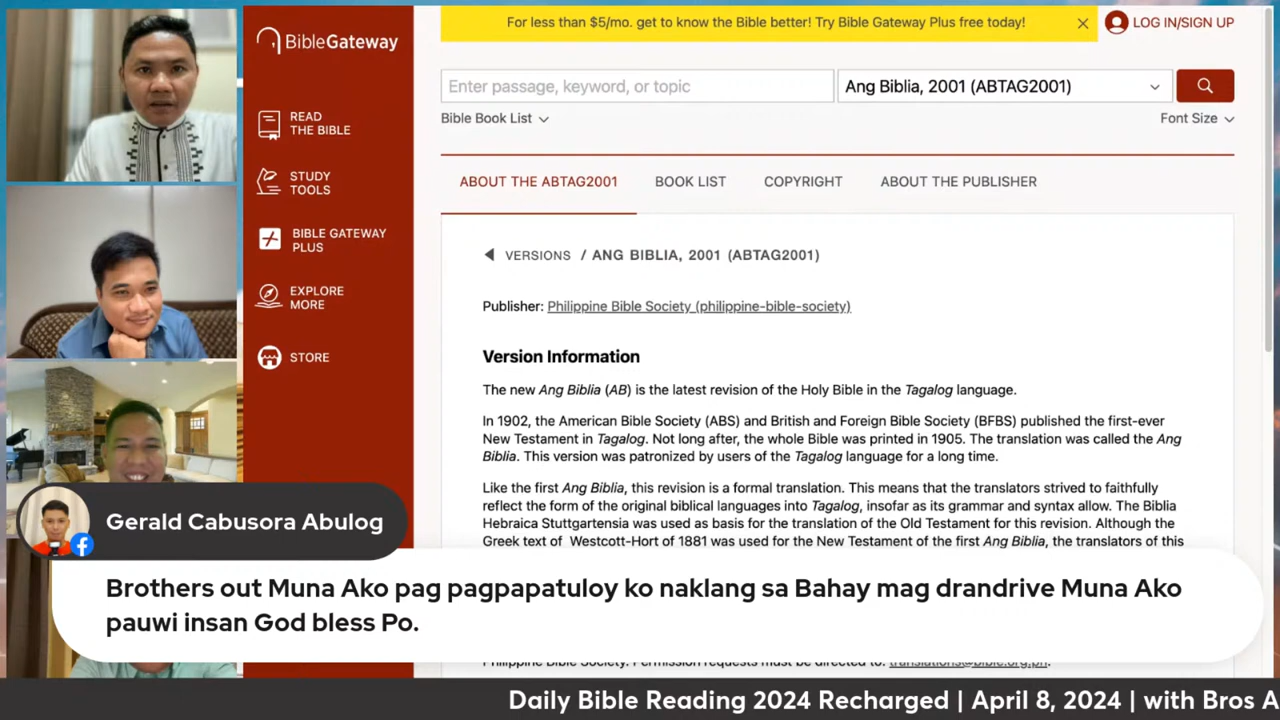 BibleGateway
READ
THE BIBLE
STUDY
TOOLS
BIBLE GATEWAY
PLUS
EXPLORE
MORE
STORE
For less than $5/mo. get to know the Bible better! Try Bible Gateway Plus free today!
LOG IN/SIGN UP
Enter passage, keyword, or topic
Ang Biblia, 2001 (ABTAG2001)
Bible Book List
Font Size
ABOUT THE ABTAG2001 BOOK LIST COPYRIGHT ABOUT THE PUBLISHER
VERSIONS / ANG BIBLIA, 2001 (ABTAG2001)
Publisher: Philippine Bible Society (philippine-bible-society)
Version Information
The new Ang Biblia (AB) is the latest revision of the Holy Bible in the Tagalog language.
In 1902, the American Bible Society (ABS) and British and Foreign Bible Society (BFBS) published the first-ever
New Testament in Tagalog. Not long after, the whole Bible was printed in 1905. The translation was called the Ang
Biblia. This version was patronized by users of the Tagalog language for a long time.
Like the first Ang Biblia, this revision is a formal translation. This means that the translators strived to faithfully
reflect the form of the original biblical languages into Tagalog, insofar as its grammar and syntax allow. The Biblia
Hebraica Stuttgartensia was used as basis for the translation of the Old Testament for this revision. Although the
Greek text of Westcott-Hort of 1881 was used for the New Testament of the first Ang Biblia, the translators of this
Gerald Cabusora Abulog
Brothers out Muna Ako pag pagpapatuloy ko naklang sa Bahay mag drandrive Muna Ako
pauwi insan God bless Po.
Philippine Bible Society. Permission requests must be directed to: translations@bible.org.ph.
Daily Bible Reading 2024 Recharged | April 8, 2024 | with Bros A